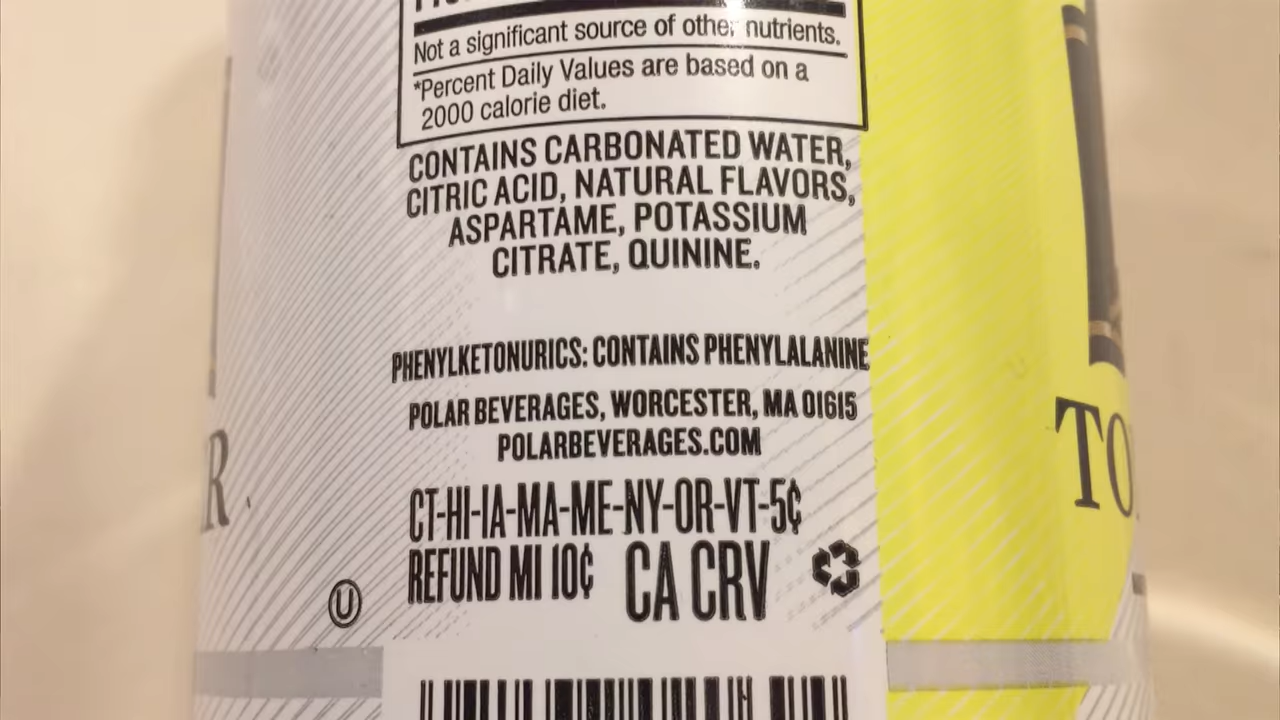 Not a significant source of other nutrients.
*Percent Daily Values are based on a
2000 calorie diet.
CONTAINS CARBONATED WATER,
CITRIC ACID, NATURAL FLAVORS,
ASPARTAME, POTASSIUM
CITRATE, QUININE.
PHENYLKETONURICS: CONTAINS PHENYLALANINE
POLAR BEVERAGES, WORCESTER, MA 01615
POLARBEVERAGES.COM
CT-HI-IA-MA-ME-NY-OR-VT-5¢
REFUND MI 10¢ CA CRV
U
R.
TO